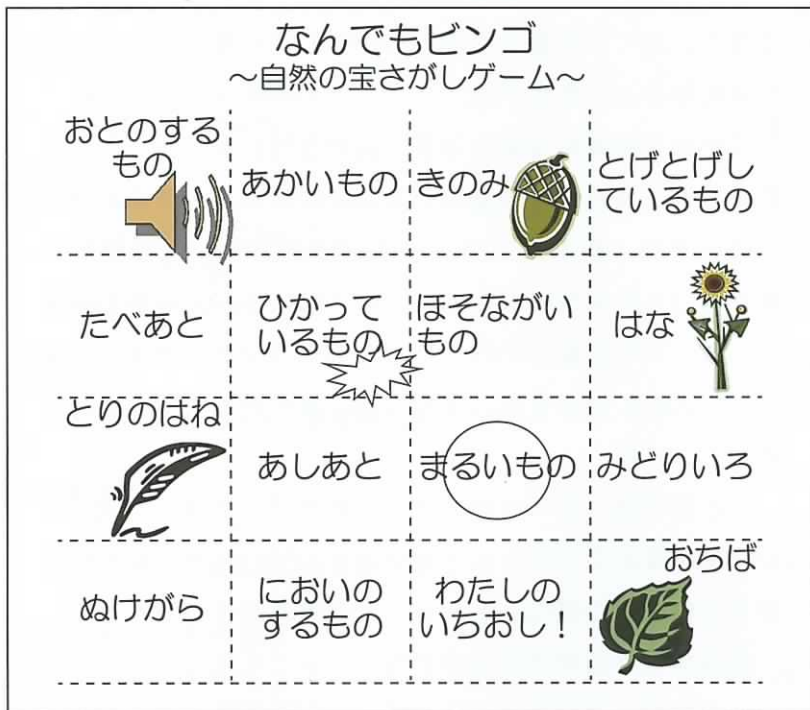 なんでもビンゴ
～自然の宝さがしゲーム～
おとのする
もの
あかいもの
きのみ
とげとげし
ているもの
たべあと
ひかって
いるもの
ほそながい
もの
はな
とりのはね
あしあと
まるいもの
みどりいろ
ぬけがら
においの
するもの
わたしの
いちおし！
おちば